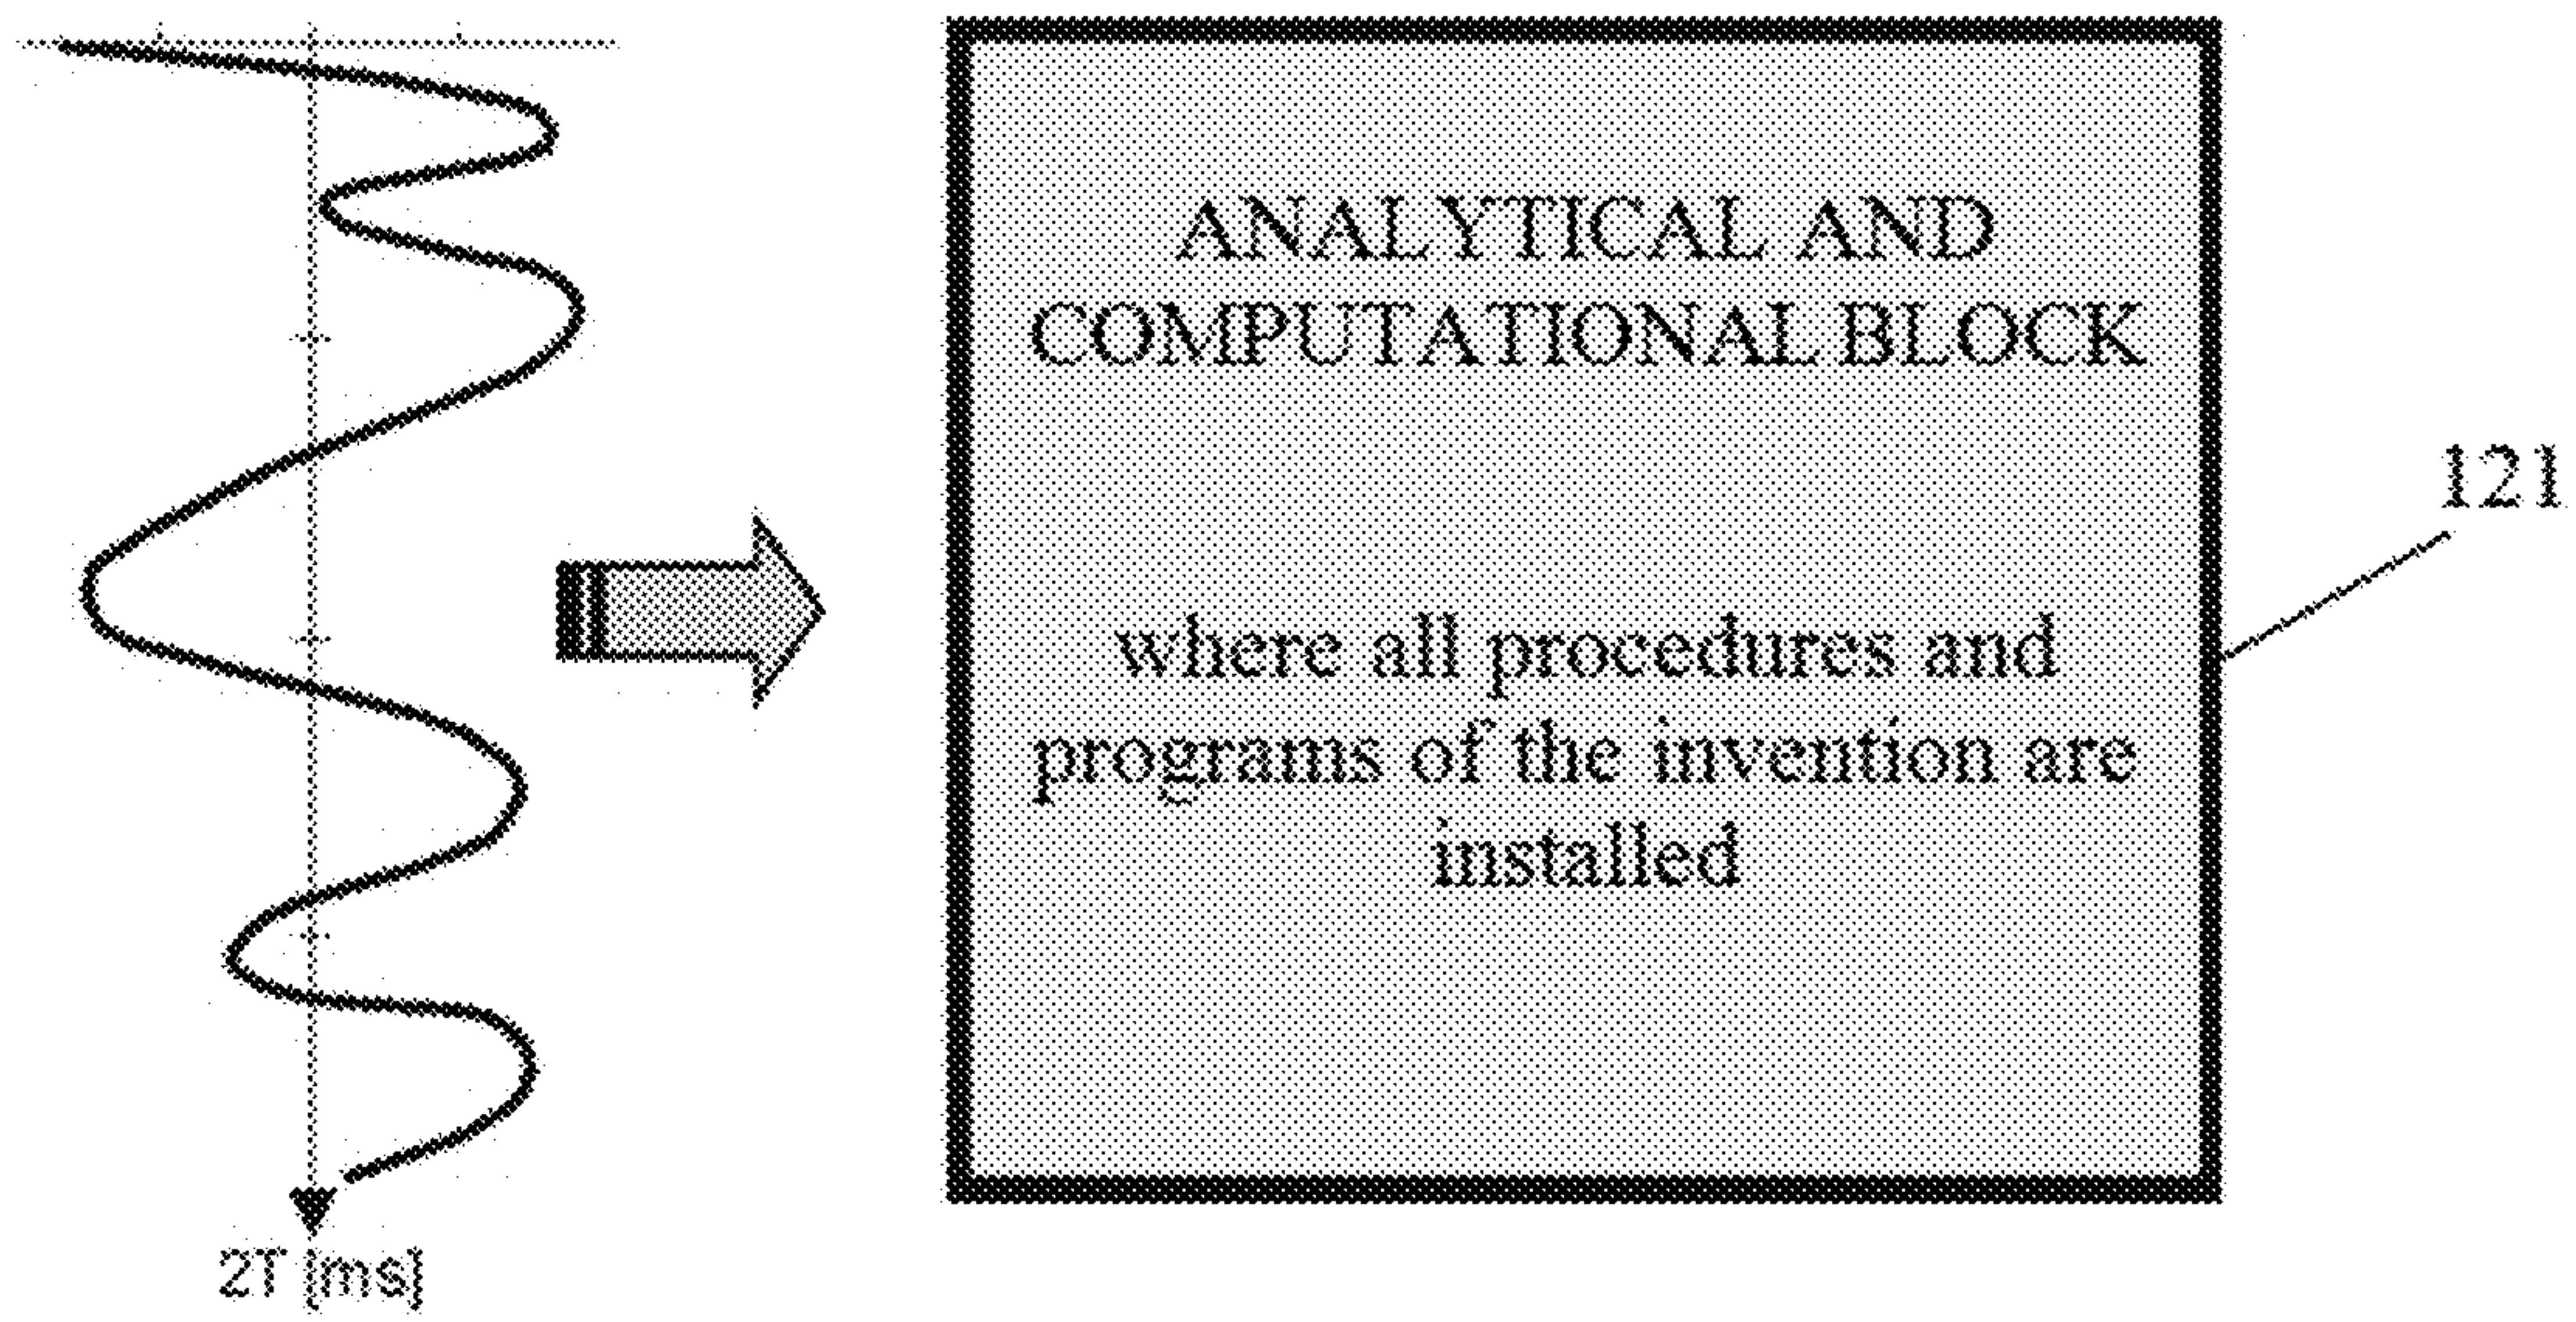 ANALYTICAL AND
COMPUTATIONAL BLOCK
where all procedures and
programs of the invention are
installed
121
2T [ms]